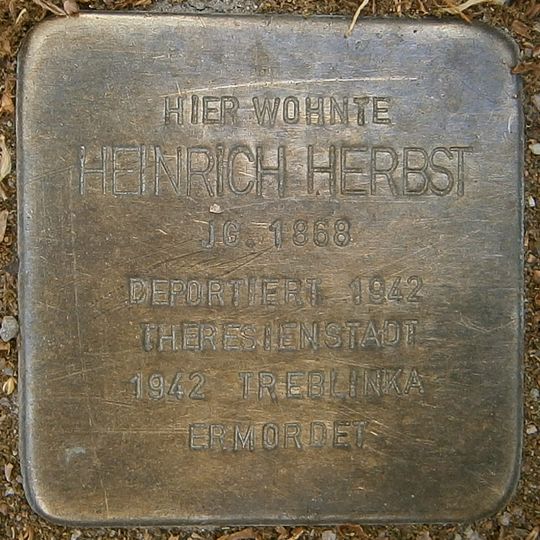 HIER WOHNTE
HEINRICH HERBST
JG. 1868
DEPORTIERT 1942
THERESIENSTADT
1942 TREBLINKA
ERMORDET